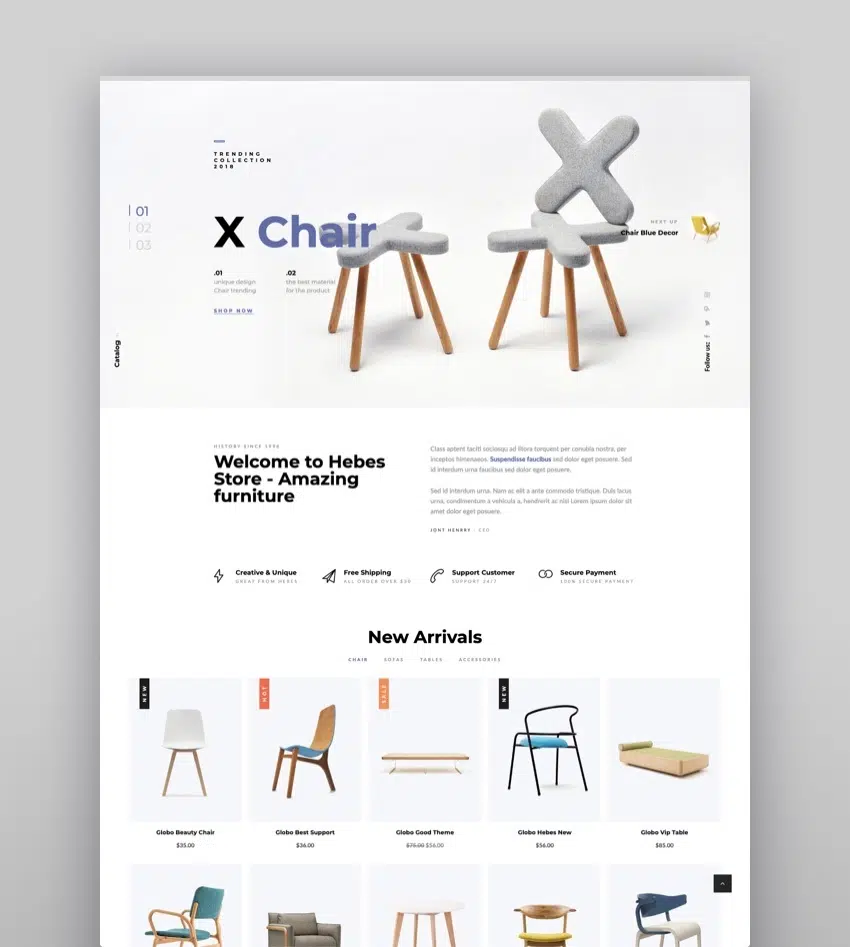 TRENDING
COLLECTION
2018
01
02
03
X Chair
.01
unique design
Chair trending
.02
the best material
for the product
SHOP NOW
NEXT UP
Chair Blue Decor
Catalog
Follow us:
HISTORY SINCE 1998
Welcome to Hebes
Store - Amazing
furniture
Class aptent taciti sociosqu ad litora torquent per conubia nostra, per
inceptos himenaeos. Suspendisse faucibus sed dolor eget posuere. Sed
id interdum urna faucibus sed dolor eget posuere.
Sed id interdum urna. Nam ac elit a ante commodo tristique. Duis lacus
urna, condimentum a vehicula a, hendrerit ac nisi Lorem ipsum dolor sit
amet dolor eget posuere.
JONT HENRRY - CEO
Creative & Unique
GREAT FROM HEBES
Free Shipping
ALL ORDER OVER $90
Support Customer
SUPPORT 24/7
Secure Payment
100% SECURE PAYMENT
New Arrivals
CHAIR SOFAS TABLES ACCESSORIES
NEW
HOT
SALE
NEW
Globo Beauty Chair
$35.00
Globo Best Support
$36.00
Globo Good Theme
$75.00 $56.00
Globo Hebes New
$56.00
Globo Vip Table
$85.00